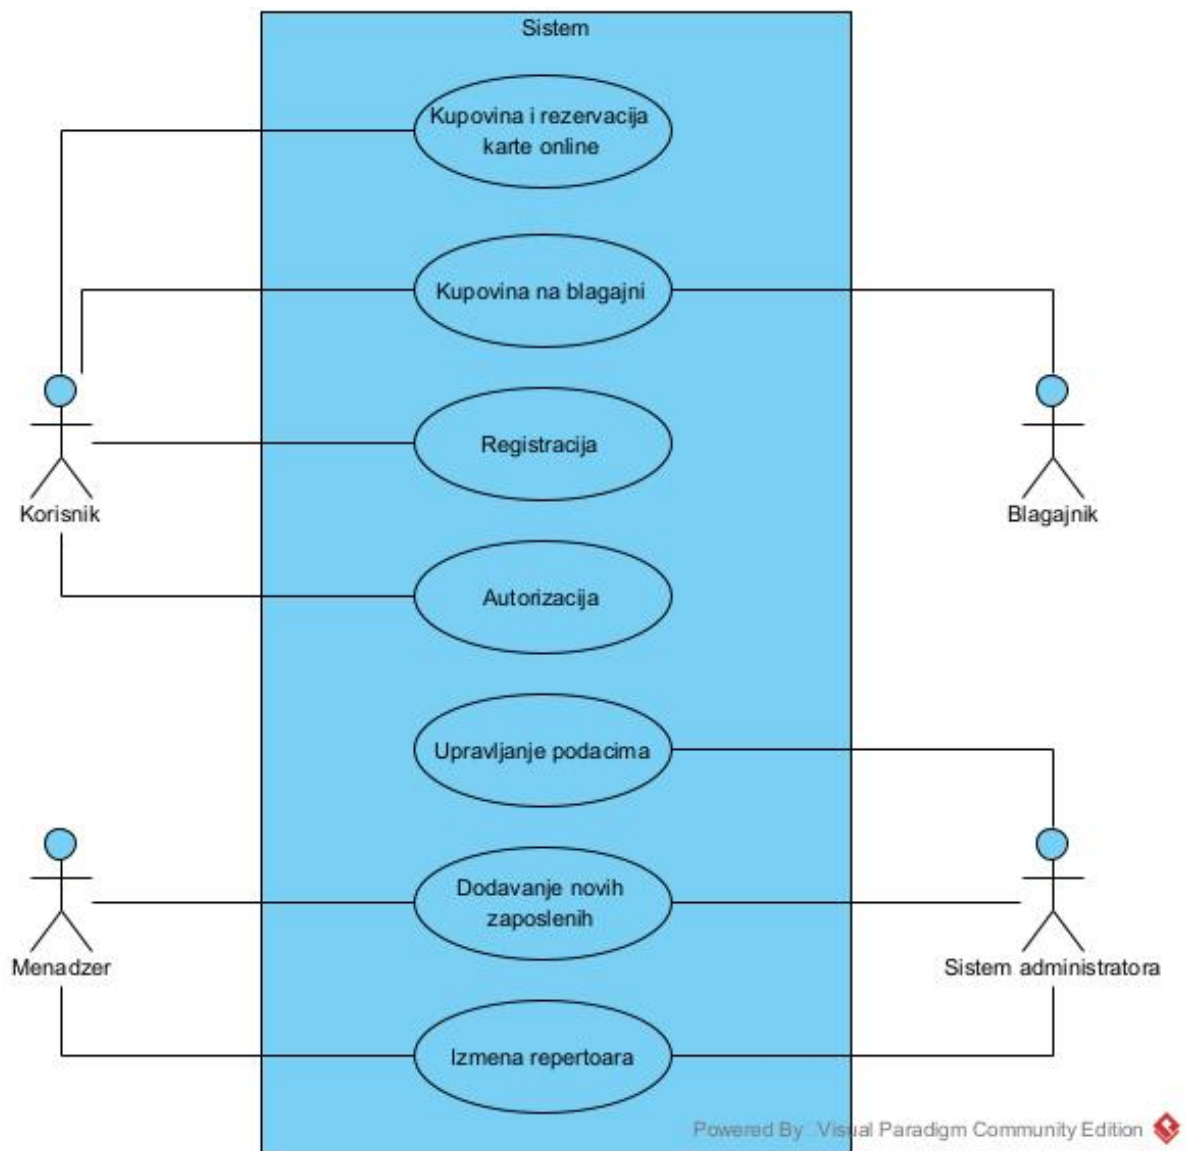 Sistem
Kupovina i rezervacija
karte online
Kupovina na blagajni
Registracija
Korisnik
Blagajnik
Autorizacija
Upravljanje podacima
Dodavanje novih
zaposlenih
Menadzer
Sistem administratora
Izmena repertoara
Powered By Visual Paradigm Community Edition